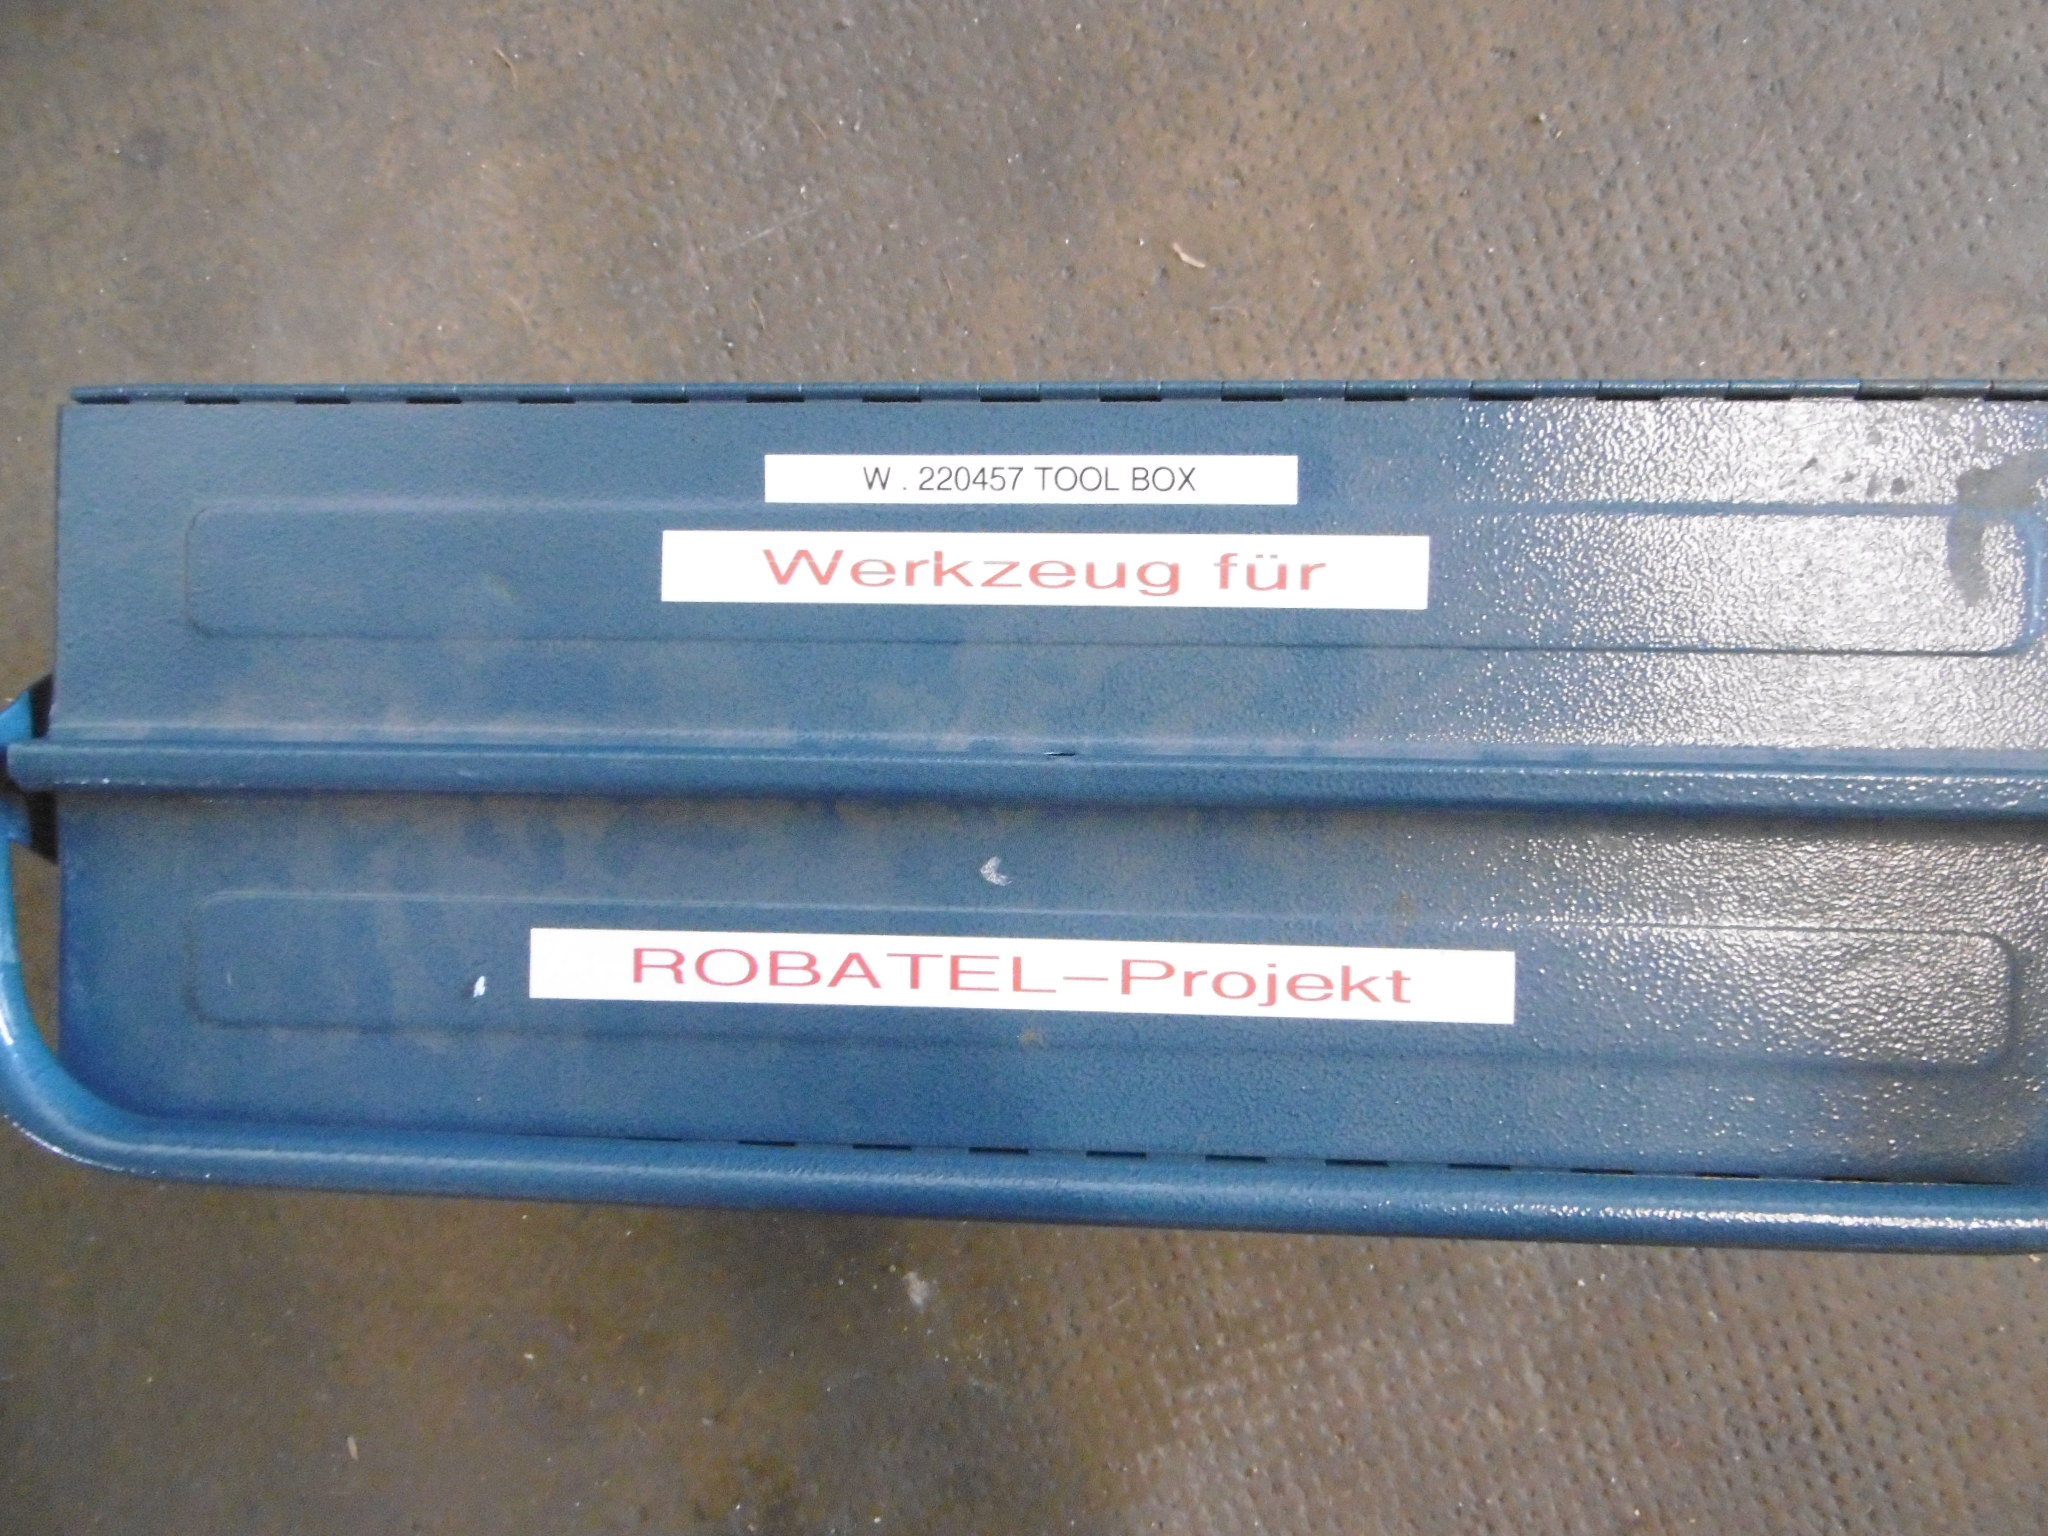 W . 220457 TOOL BOX
Werkzeug für
ROBATEL-Projekt